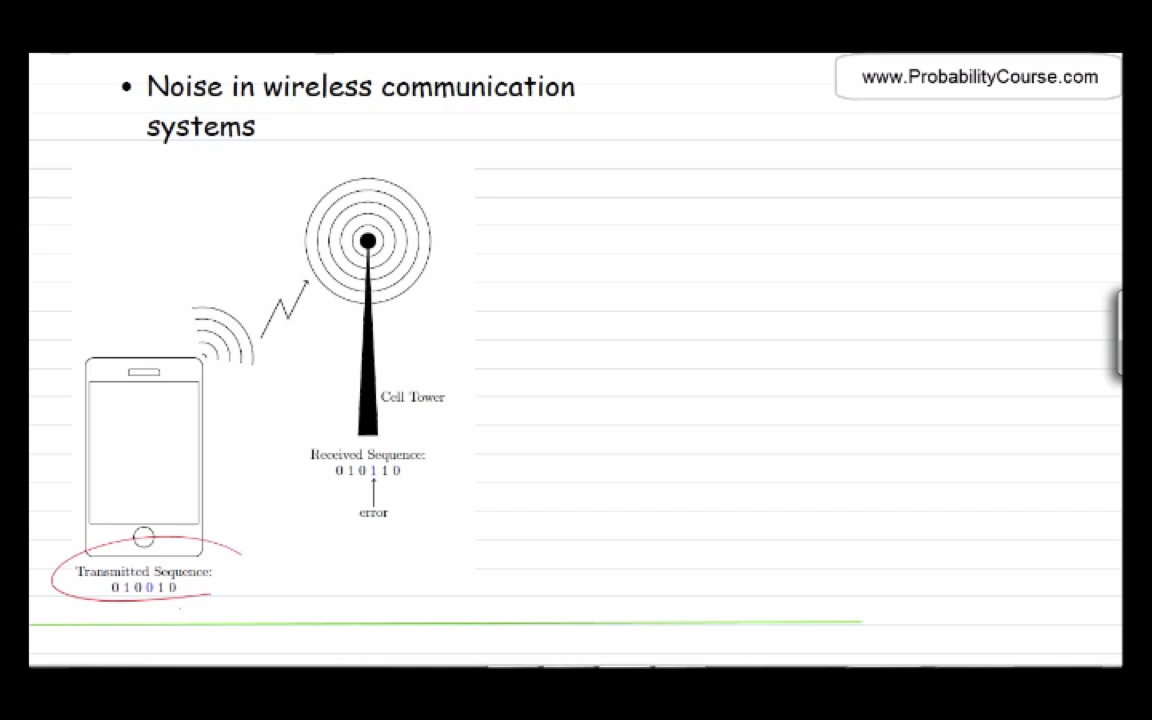 www.ProbabilityCourse.com
• Noise in wireless communication
systems
Cell Tower
Received Sequence:
0 1 0 1 1 0
error
Transmitted Sequence:
0 1 0 0 1 0